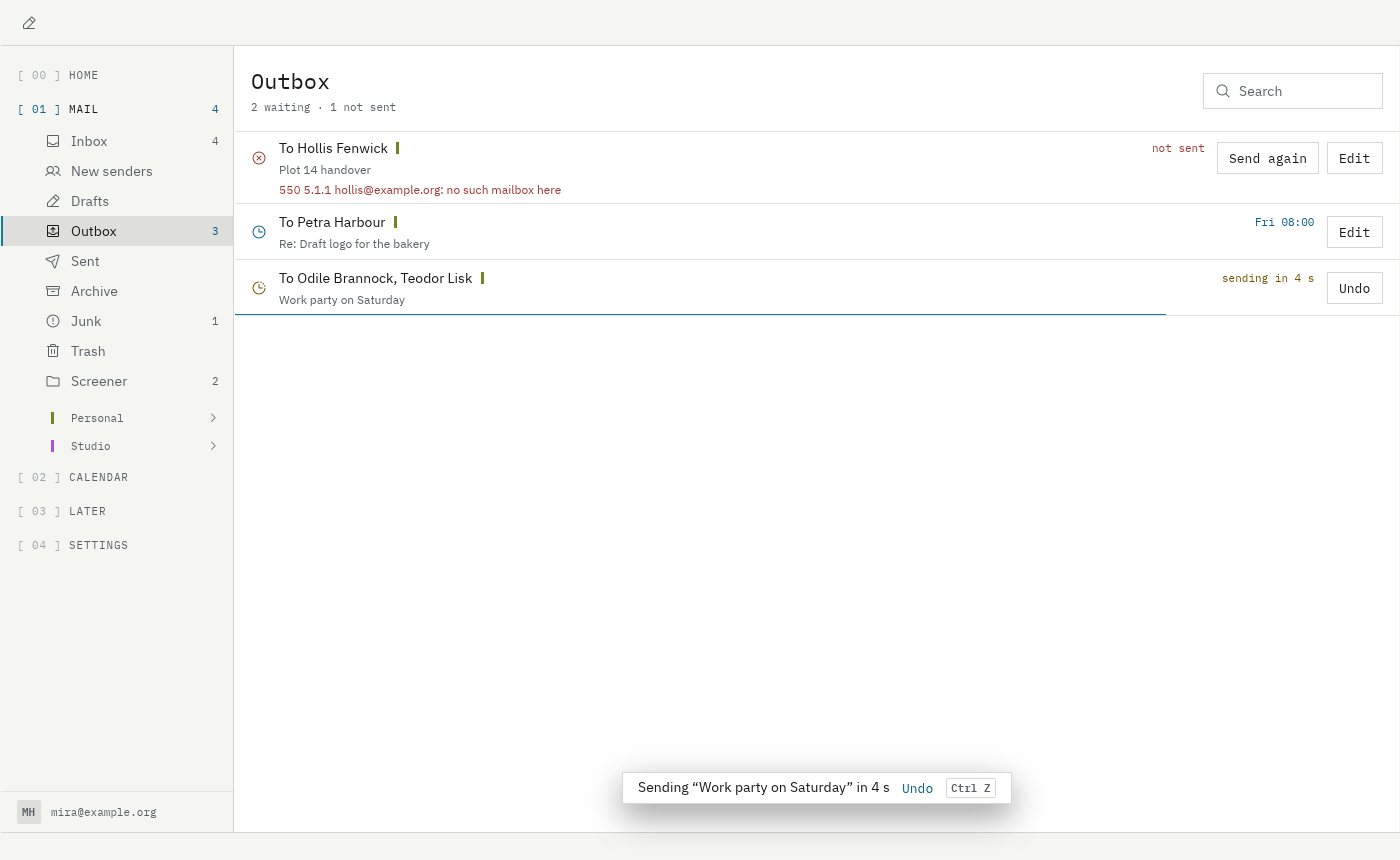 [ 00 ] HOME
[ 01 ] MAIL 4
Inbox 4
New senders
Drafts
Outbox 3
Sent
Archive
Junk 1
Trash
Screener 2
Personal
Studio
[ 02 ] CALENDAR
[ 03 ] LATER
[ 04 ] SETTINGS
MH mira@example.org
Outbox
2 waiting · 1 not sent
Search
To Hollis Fenwick
Plot 14 handover
550 5.1.1 hollis@example.org: no such mailbox here
not sent Send again Edit
To Petra Harbour
Re: Draft logo for the bakery
Fri 08:00 Edit
To Odile Brannock, Teodor Lisk
Work party on Saturday
sending in 4 s Undo
Sending “Work party on Saturday” in 4 s Undo Ctrl Z